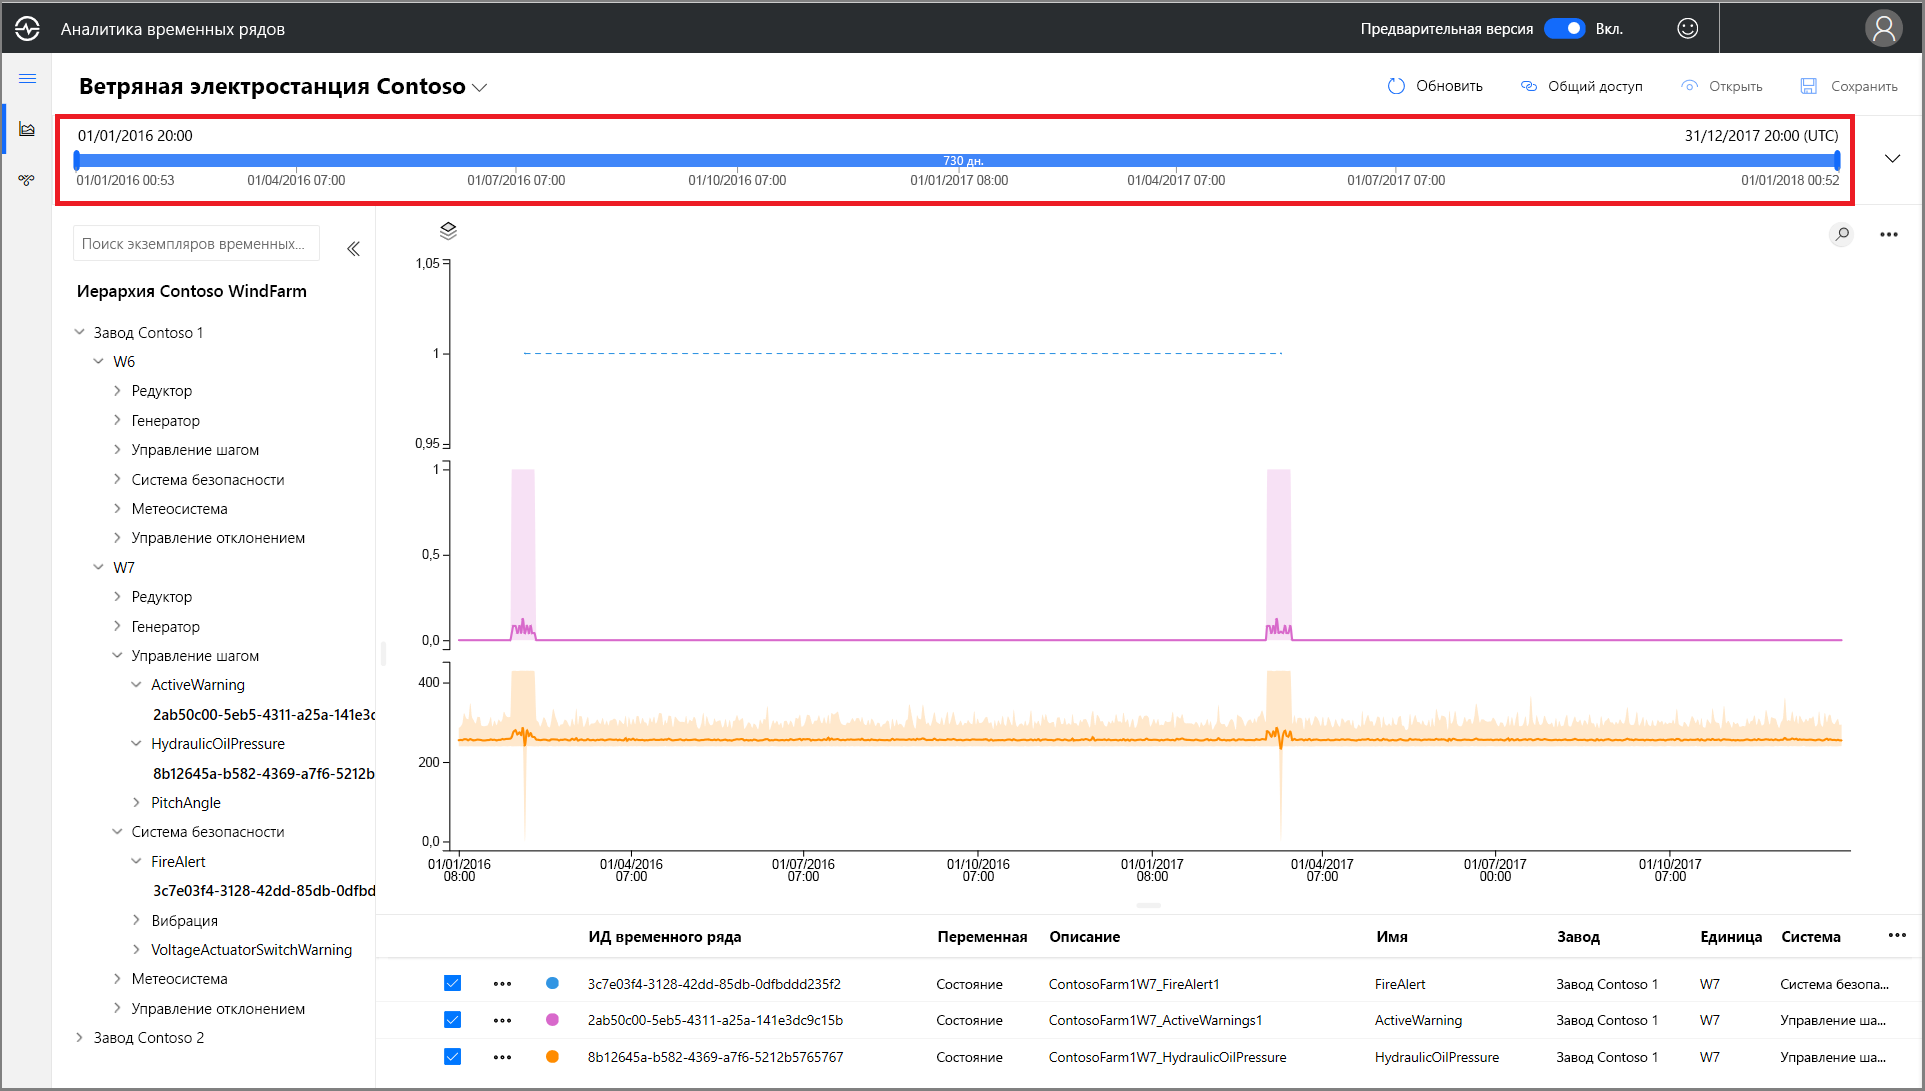 Аналитика временных рядов
Предварительная версия Вкл.
Ветряная электростанция Contoso
Обновить Общий доступ Открыть Сохранить
01/01/2016 20:00 31/12/2017 20:00 (UTC)
730 дн.
01/01/2016 00:53 01/04/2016 07:00 01/07/2016 07:00 01/10/2016 07:00 01/01/2017 08:00 01/04/2017 07:00 01/07/2017 07:00 01/01/2018 00:52
Поиск экземпляров временных...
Иерархия Contoso WindFarm
Завод Contoso 1
W6
Редуктор
Генератор
Управление шагом
Система безопасности
Метеосистема
Управление отклонением
W7
Редуктор
Генератор
Управление шагом
ActiveWarning
2ab50c00-5eb5-4311-a25a-141e3c
HydraulicOilPressure
8b12645a-b582-4369-a7f6-5212b
PitchAngle
Система безопасности
FireAlert
3c7e03f4-3128-42dd-85db-0dfbd
Вибрация
VoltageActuatorSwitchWarning
Метеосистема
Управление отклонением
Завод Contoso 2
1,05
1
0,95
1
0,5
0,0
400
200
0,0
01/01/2016 01/04/2016 01/07/2016 01/10/2016 01/01/2017 01/04/2017 01/07/2017 01/10/2017
08:00 07:00 07:00 07:00 08:00 07:00 00:00 07:00
ИД временного ряда Переменная Описание Имя Завод Единица Система
3c7e03f4-3128-42dd-85db-0dfbddd235f2 Состояние ContosoFarm1W7_FireAlert1 FireAlert Завод Contoso 1 W7 Система безопа...
2ab50c00-5eb5-4311-a25a-141e3dc9c15b Состояние ContosoFarm1W7_ActiveWarnings1 ActiveWarning Завод Contoso 1 W7 Управление ша...
8b12645a-b582-4369-a7f6-5212b5765767 Состояние ContosoFarm1W7_HydraulicOilPressure HydraulicOilPressure Завод Contoso 1 W7 Управление ша...